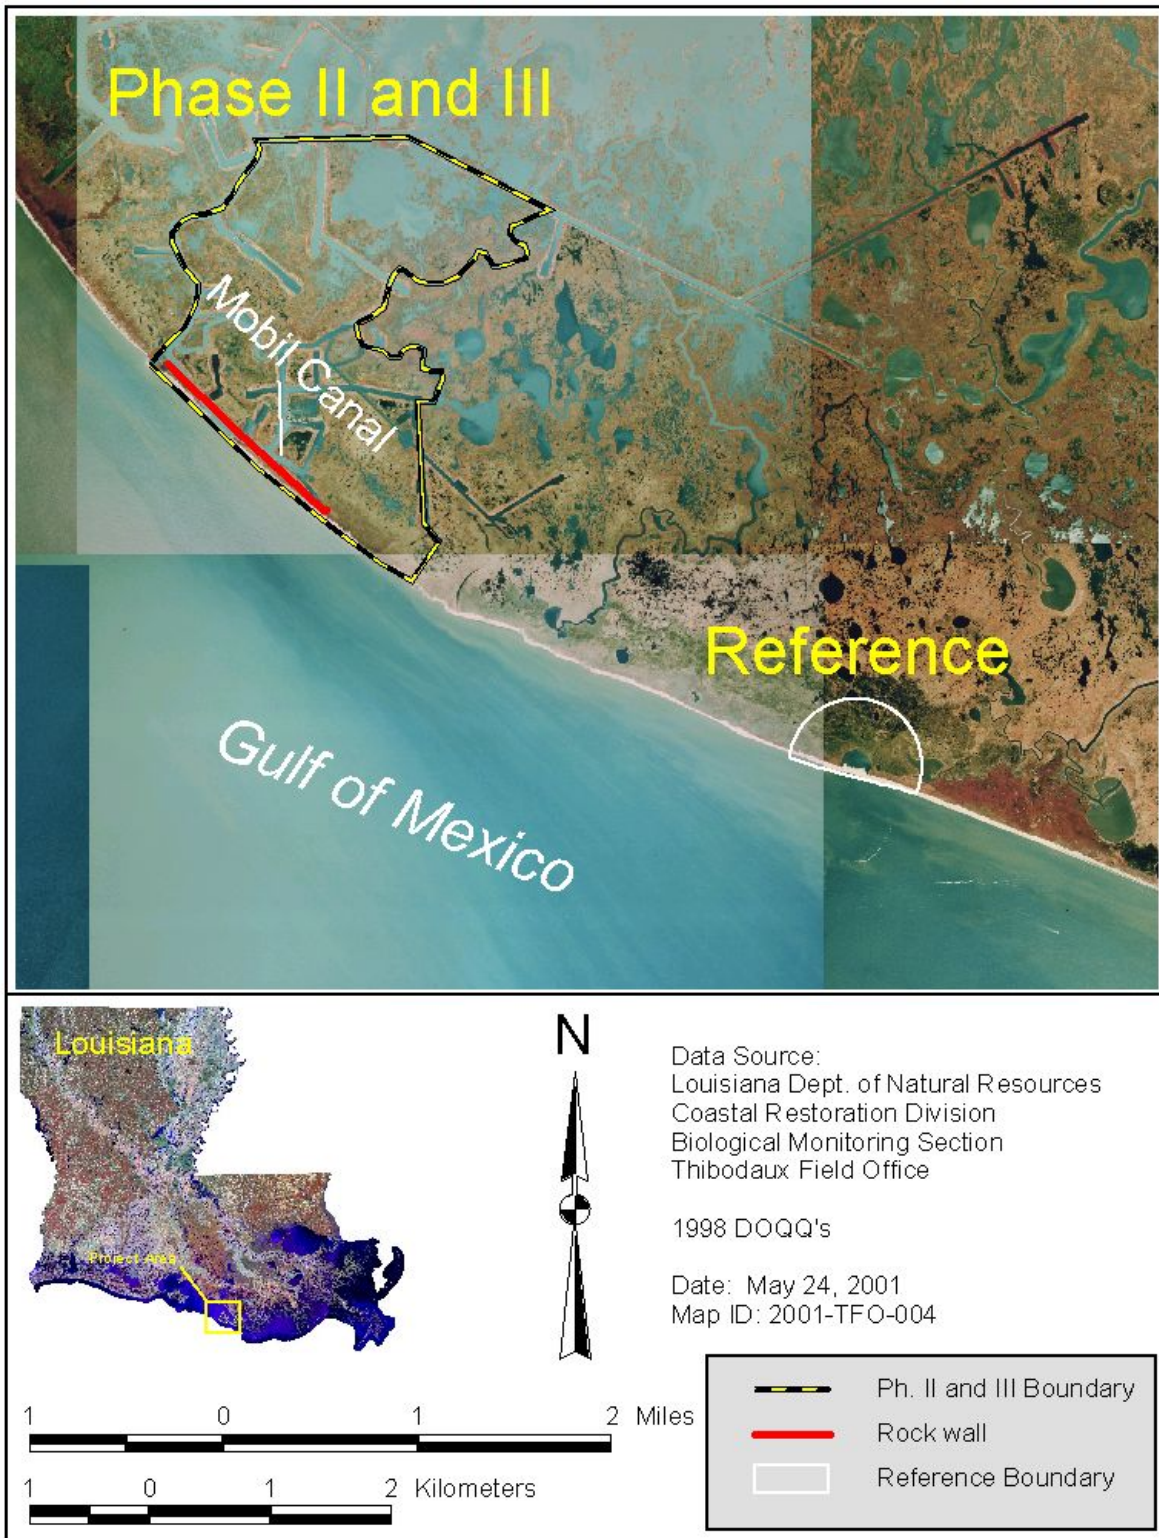 Phase II and III
Mobil Canal
Reference
Gulf of Mexico
Louisiana
Project Area
N
Data Source:
Louisiana Dept. of Natural Resources
Coastal Restoration Division
Biological Monitoring Section
Thibodaux Field Office
1998 DOQQ's
Date: May 24, 2001
Map ID: 2001-TFO-004
1 0 1 2 Miles
1 0 1 2 Kilometers
Ph. II and III Boundary
Rock wall
Reference Boundary